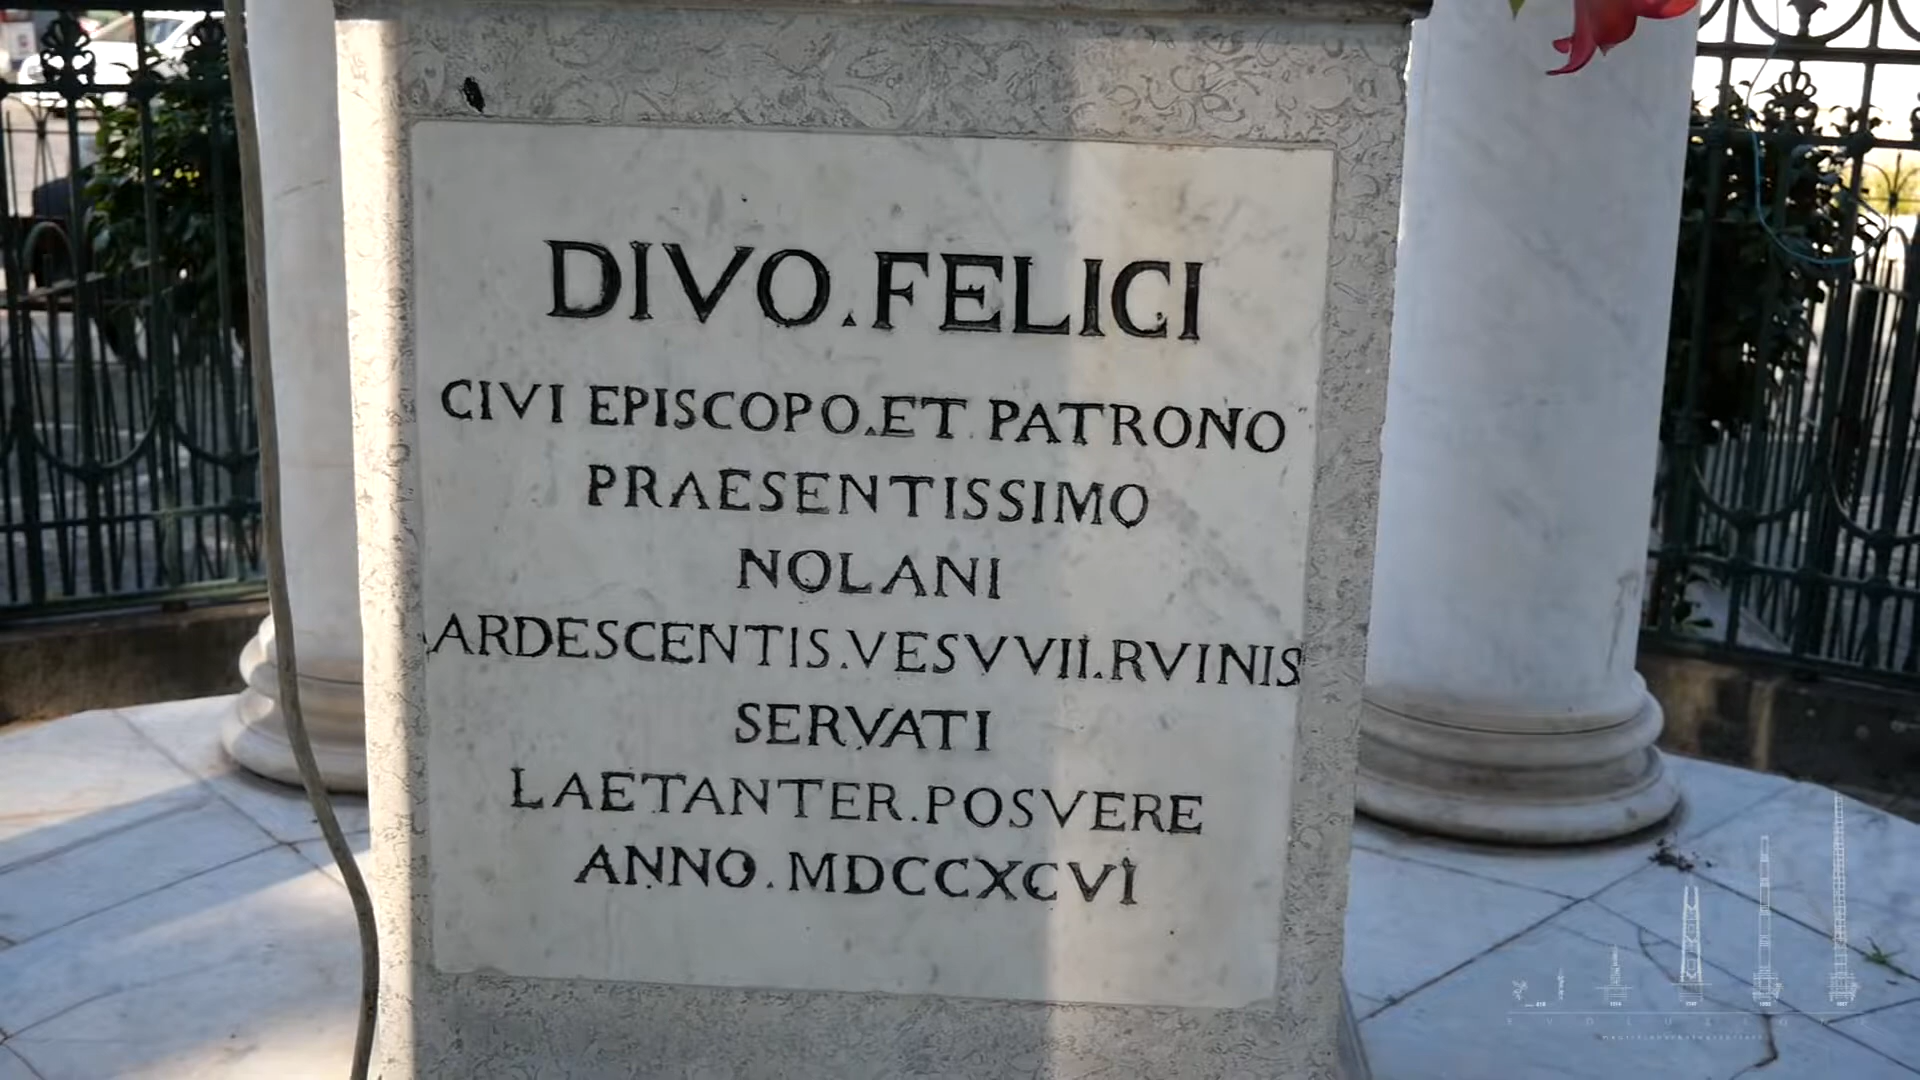 DIVO.FELICI
CIVI EPISCOPO.ET PATRONO
PRAESENTISSIMO
NOLANI
ARDESCENTIS.VESVVII.RVINIS
SERVATI
LAETANTER.POSVERE
ANNO.MDCCXCVI